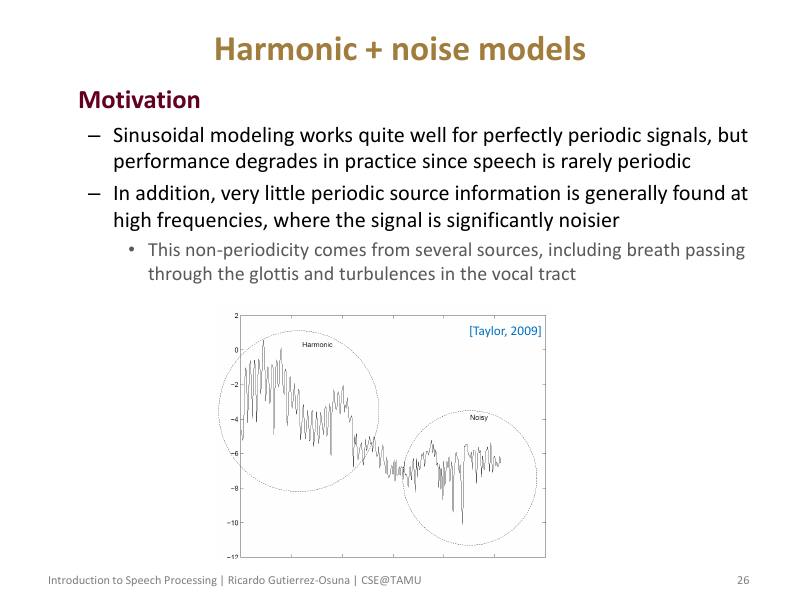 Harmonic + noise models
Motivation
– Sinusoidal modeling works quite well for perfectly periodic signals, but
performance degrades in practice since speech is rarely periodic
– In addition, very little periodic source information is generally found at
high frequencies, where the signal is significantly noisier
• This non-periodicity comes from several sources, including breath passing
through the glottis and turbulences in the vocal tract
2
[Taylor, 2009]
Harmonic
0
−2
−4
Noisy
−6
−8
−10
−12
Introduction to Speech Processing | Ricardo Gutierrez-Osuna | CSE@TAMU
26